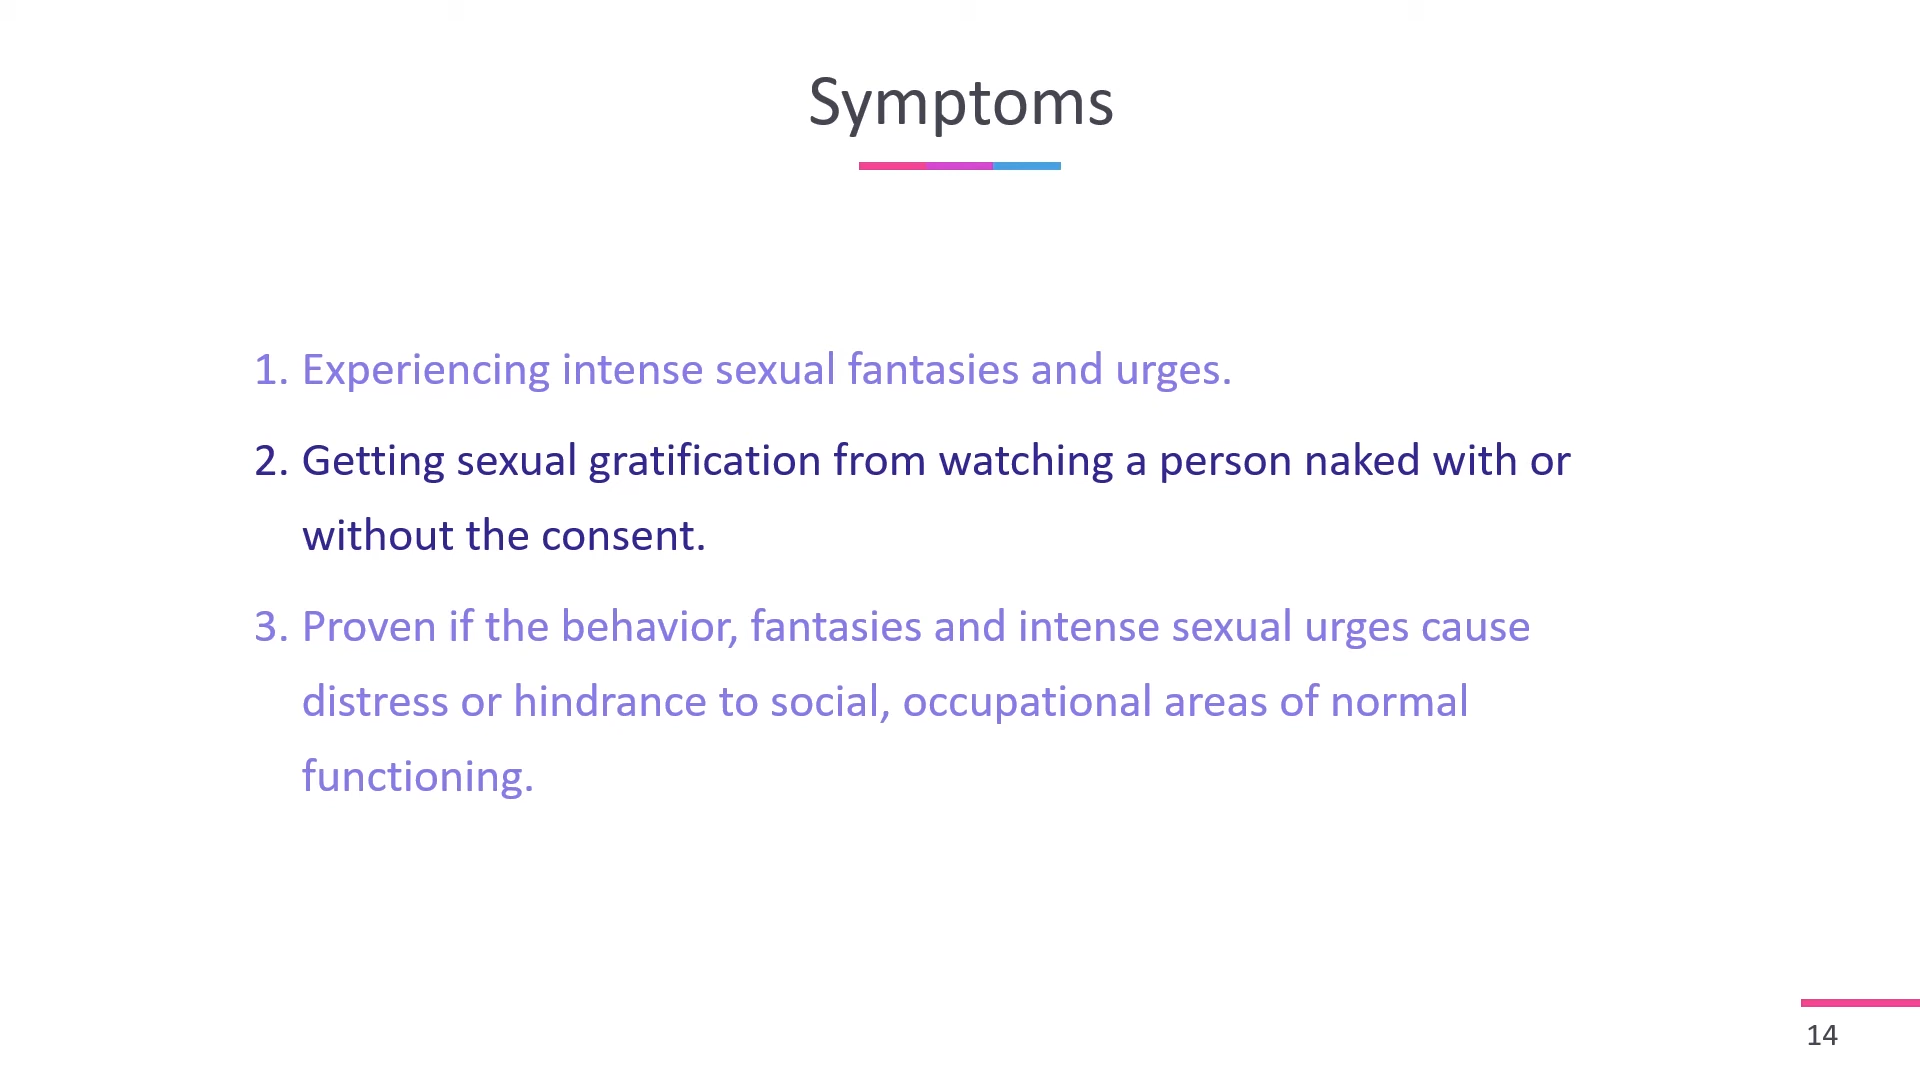 Symptoms
1. Experiencing intense sexual fantasies and urges.
2. Getting sexual gratification from watching a person naked with or
without the consent.
3. Proven if the behavior, fantasies and intense sexual urges cause
distress or hindrance to social, occupational areas of normal
functioning.
14